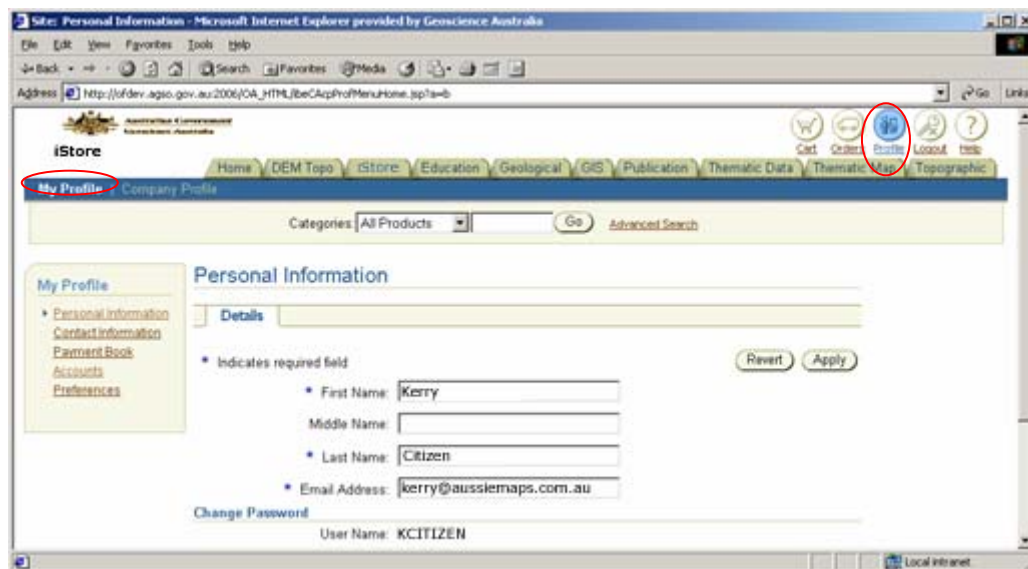 Site: Personal Information - Microsoft Internet Explorer provided by Geoscience Australia
File Edit View Favorites Tools Help
Back Search Favorites Media
Address http://ofdev.agso.gov.au:2006/OA_HTML/ibeCAcpProfMenuHome.jsp?a=b Go Links
Australian Government
Geoscience Australia
iStore
Cart Orders Profile Logout Help
Home DEM Topo iStore Education Geological GIS Publication Thematic Data Thematic Map Topographic
My Profile Company Profile
Categories: All Products Go Advanced Search
My Profile
Personal Information
Contact Information
Payment Book
Accounts
Preferences
Personal Information
Details
* Indicates required field Revert Apply
* First Name: Kerry
Middle Name:
* Last Name: Citizen
* Email Address: kerry@aussiemaps.com.au
Change Password
User Name: KCITIZEN
Local intranet